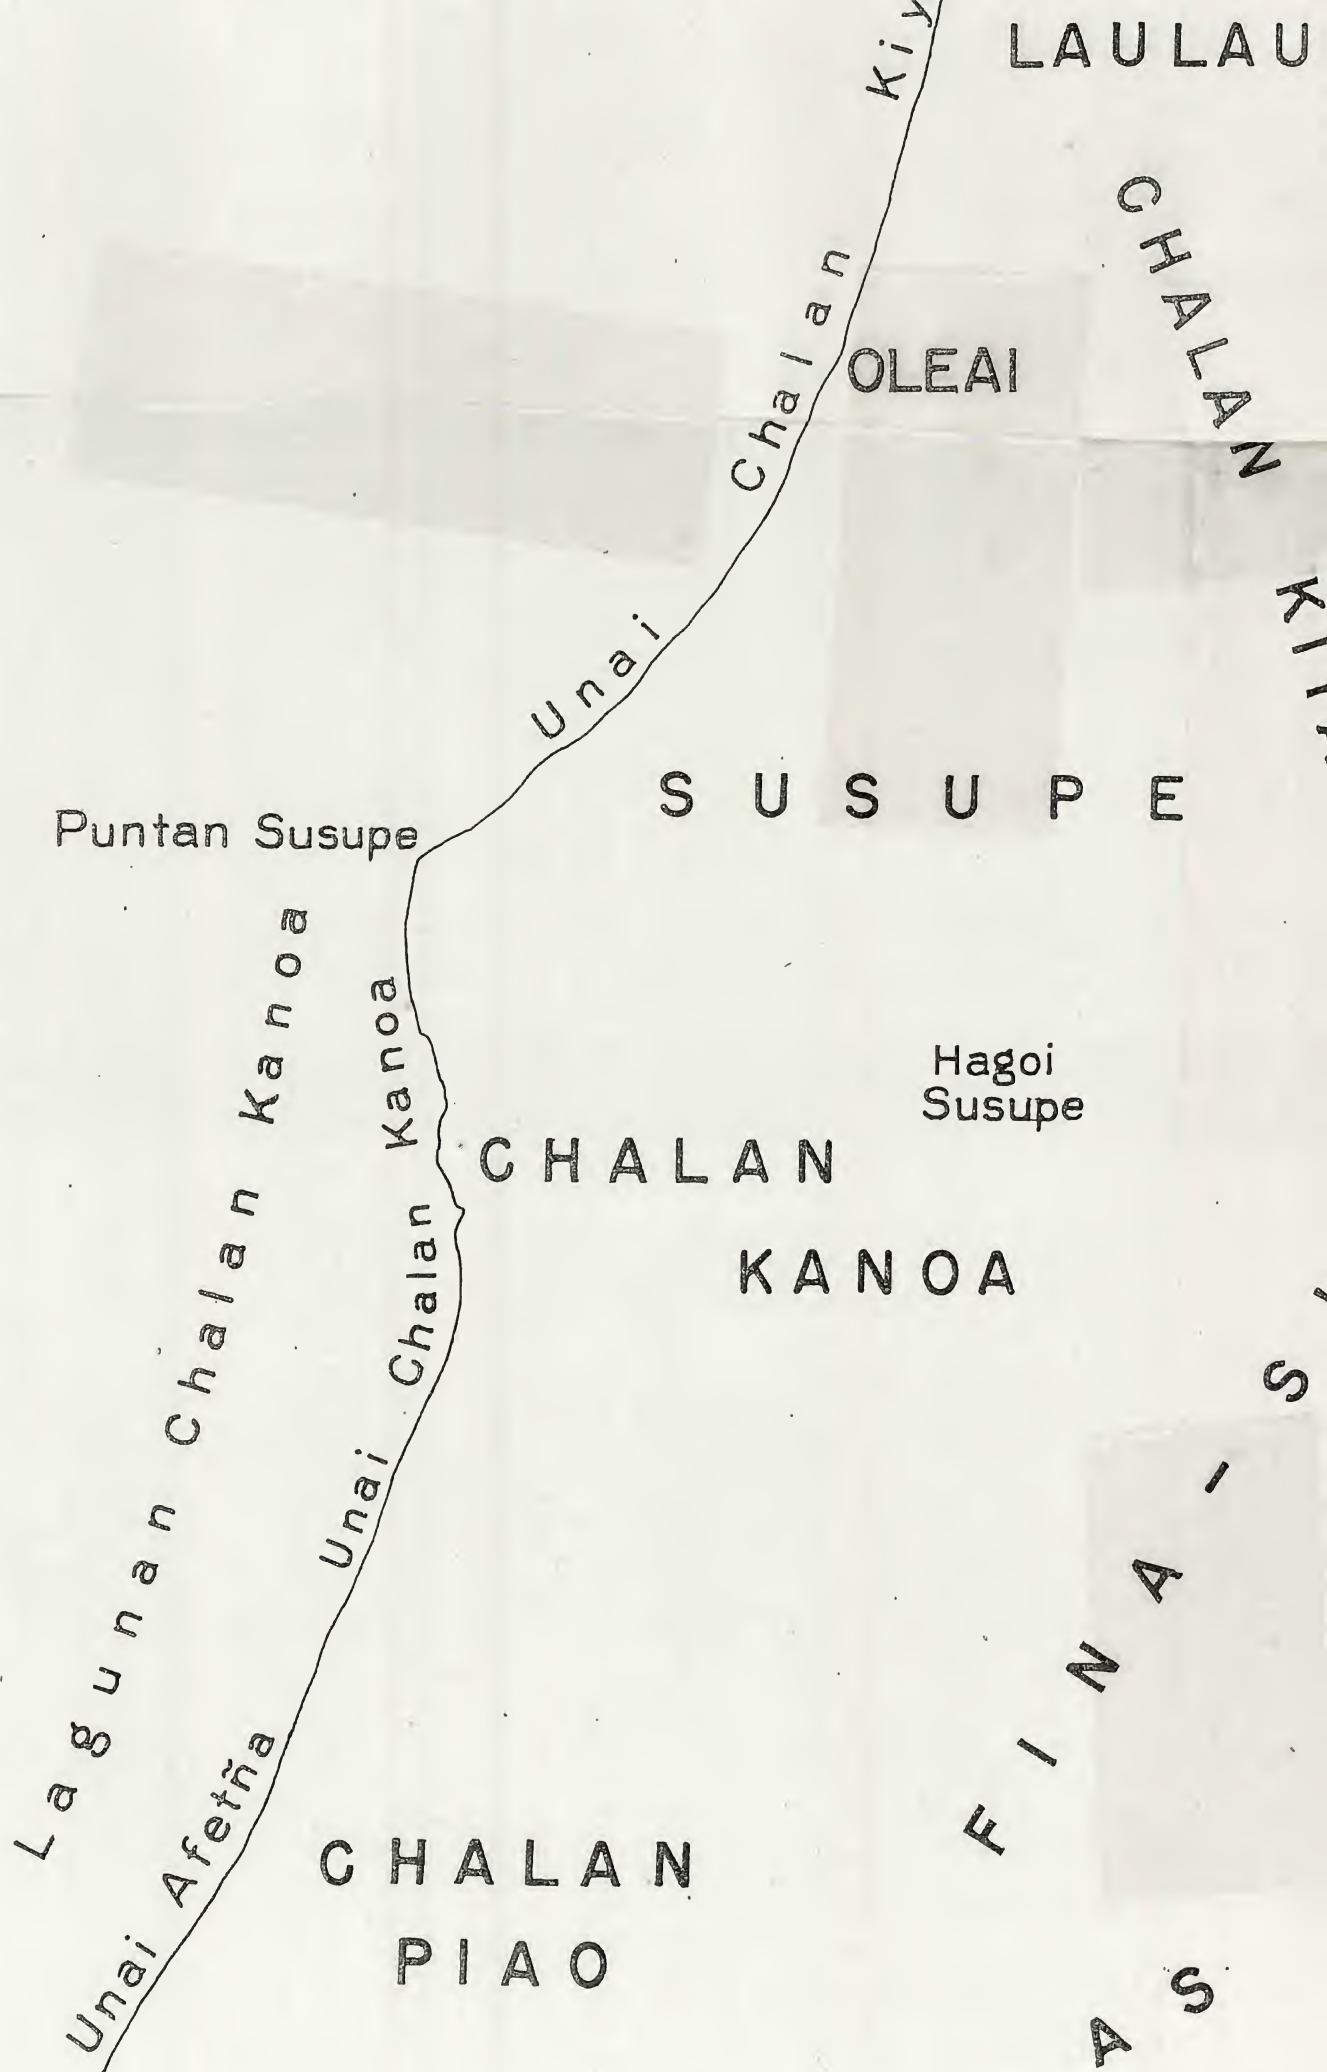 LAULAU
Unai Chalan
OLEAI
CHALAN
SUSUPE
Puntan Susupe
Lagunan Chalan Kanoa
Unai Chalan Kanoa
Hagoi
Susupe
CHALAN
KANOA
FINA-
Unai Afetña
CHALAN
PIAO
AS